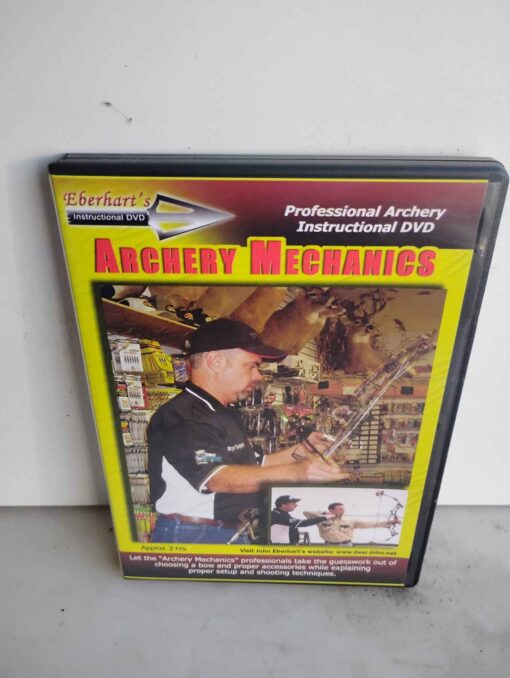 Eberhart's
Instructional DVD
Professional Archery
Instructional DVD
ARCHERY MECHANICS
Approx. 2 hrs.
Visit John Eberhart's website: www.deer-john.net
Let the "Archery Mechanics" professionals take the guesswork out of
choosing a bow and proper accessories while explaining
proper setup and shooting techniques.